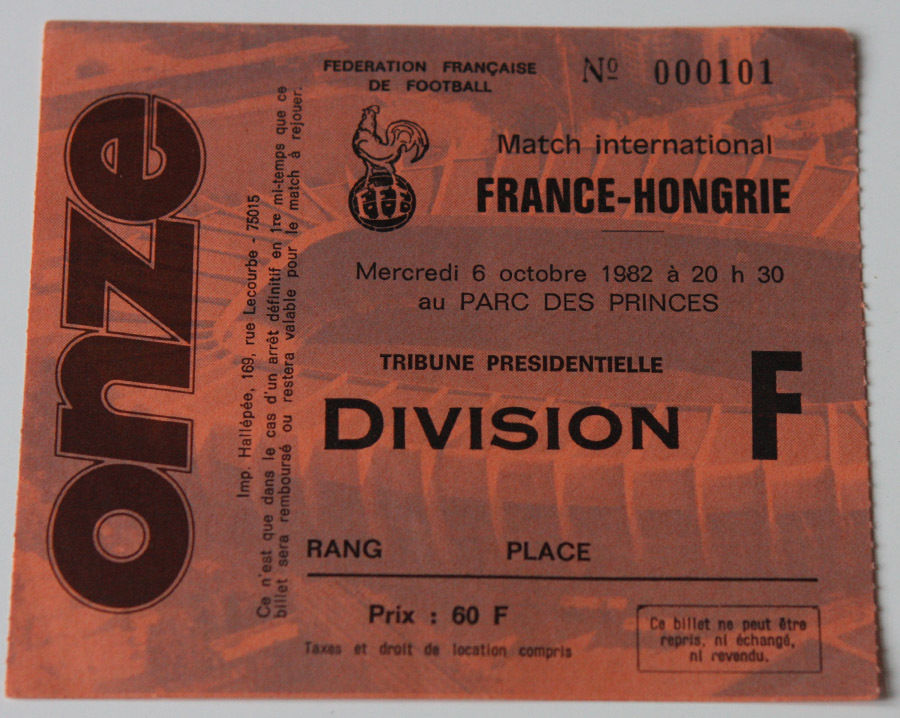 onze
Imp. Hallépée, 169, rue Lecourbe - 75015
Ce n'est que dans le cas d'un arrêt définitif en 1re mi-temps que ce
billet sera remboursé ou restera valable pour le match à rejouer.
FEDERATION FRANÇAISE
DE FOOTBALL
Nº 000101
Match international
FRANCE-HONGRIE
Mercredi 6 octobre 1982 à 20 h 30
au PARC DES PRINCES
TRIBUNE PRESIDENTIELLE
DIVISION F
RANG PLACE
Prix : 60 F
Taxes et droit de location compris
Ce billet ne peut être
repris, ni échangé,
ni revendu.